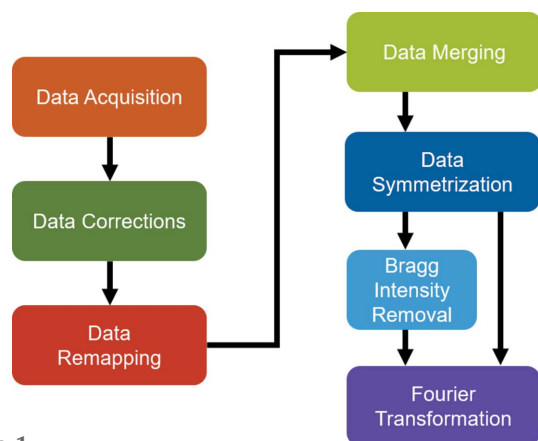 Data Acquisition
Data Corrections
Data
Remapping
Data Merging
Data
Symmetrization
Bragg
Intensity
Removal
Fourier
Transformation